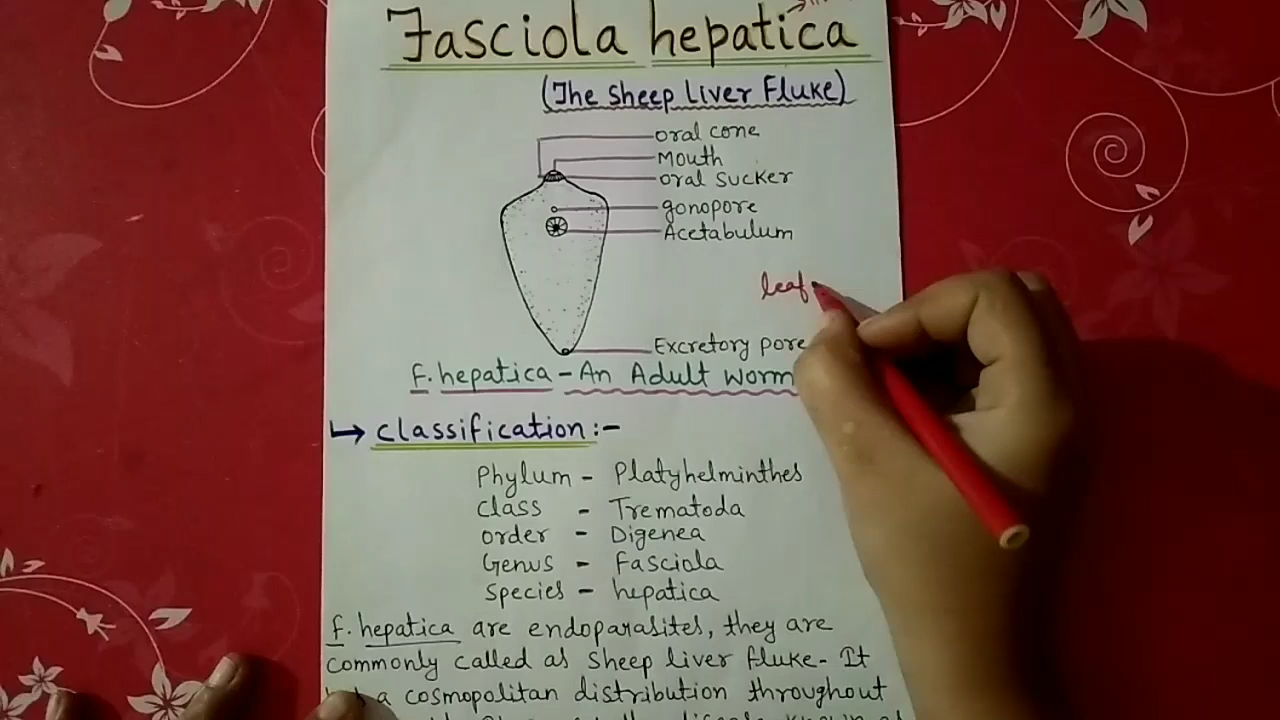 Fasciola hepatica
(The Sheep Liver Fluke)
oral cone
Mouth
oral sucker
gonopore
Acetabulum
leaf
Excretory pore
F. hepatica - An Adult worm
↳ classification :-
Phylum - Platyhelminthes
class - Trematoda
order - Digenea
Genus - Fasciola
Species - hepatica
F. hepatica are endoparasites, they are
commonly called as sheep liver fluke. It
a cosmopolitan distribution throughout